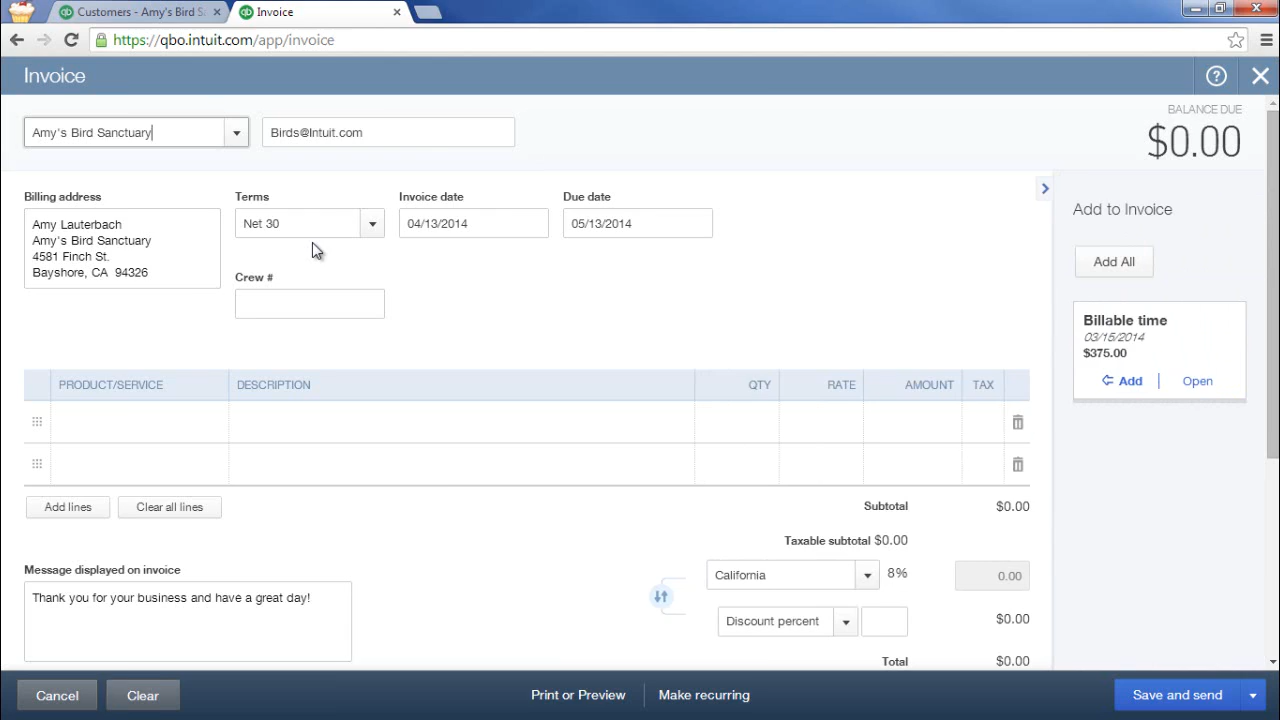 Customers - Amy's Bird S
Invoice
https://qbo.intuit.com/app/invoice
Invoice
?
Amy's Bird Sanctuary
Birds@Intuit.com
BALANCE DUE
$0.00
Billing address
Amy Lauterbach
Amy's Bird Sanctuary
4581 Finch St.
Bayshore, CA 94326
Terms
Net 30
Invoice date
04/13/2014
Due date
05/13/2014
Crew #
Add to Invoice
Add All
Billable time
03/15/2014
$375.00
Add
Open
PRODUCT/SERVICE DESCRIPTION QTY RATE AMOUNT TAX
Add lines
Clear all lines
Subtotal $0.00
Taxable subtotal $0.00
California 8% 0.00
Discount percent $0.00
Total $0.00
Message displayed on invoice
Thank you for your business and have a great day!
Cancel
Clear
Print or Preview
Make recurring
Save and send